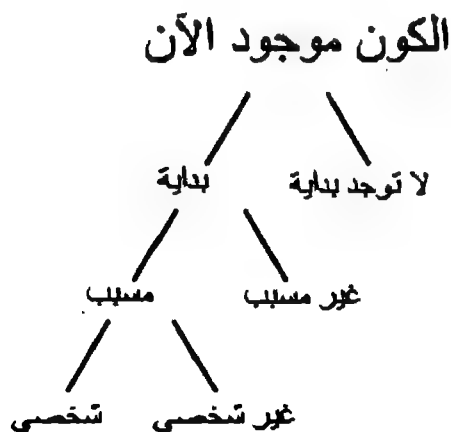 الكون موجود الآن
لا توجد بداية
بداية
غير مسبب
مسبب
غير شخصي
شخصي